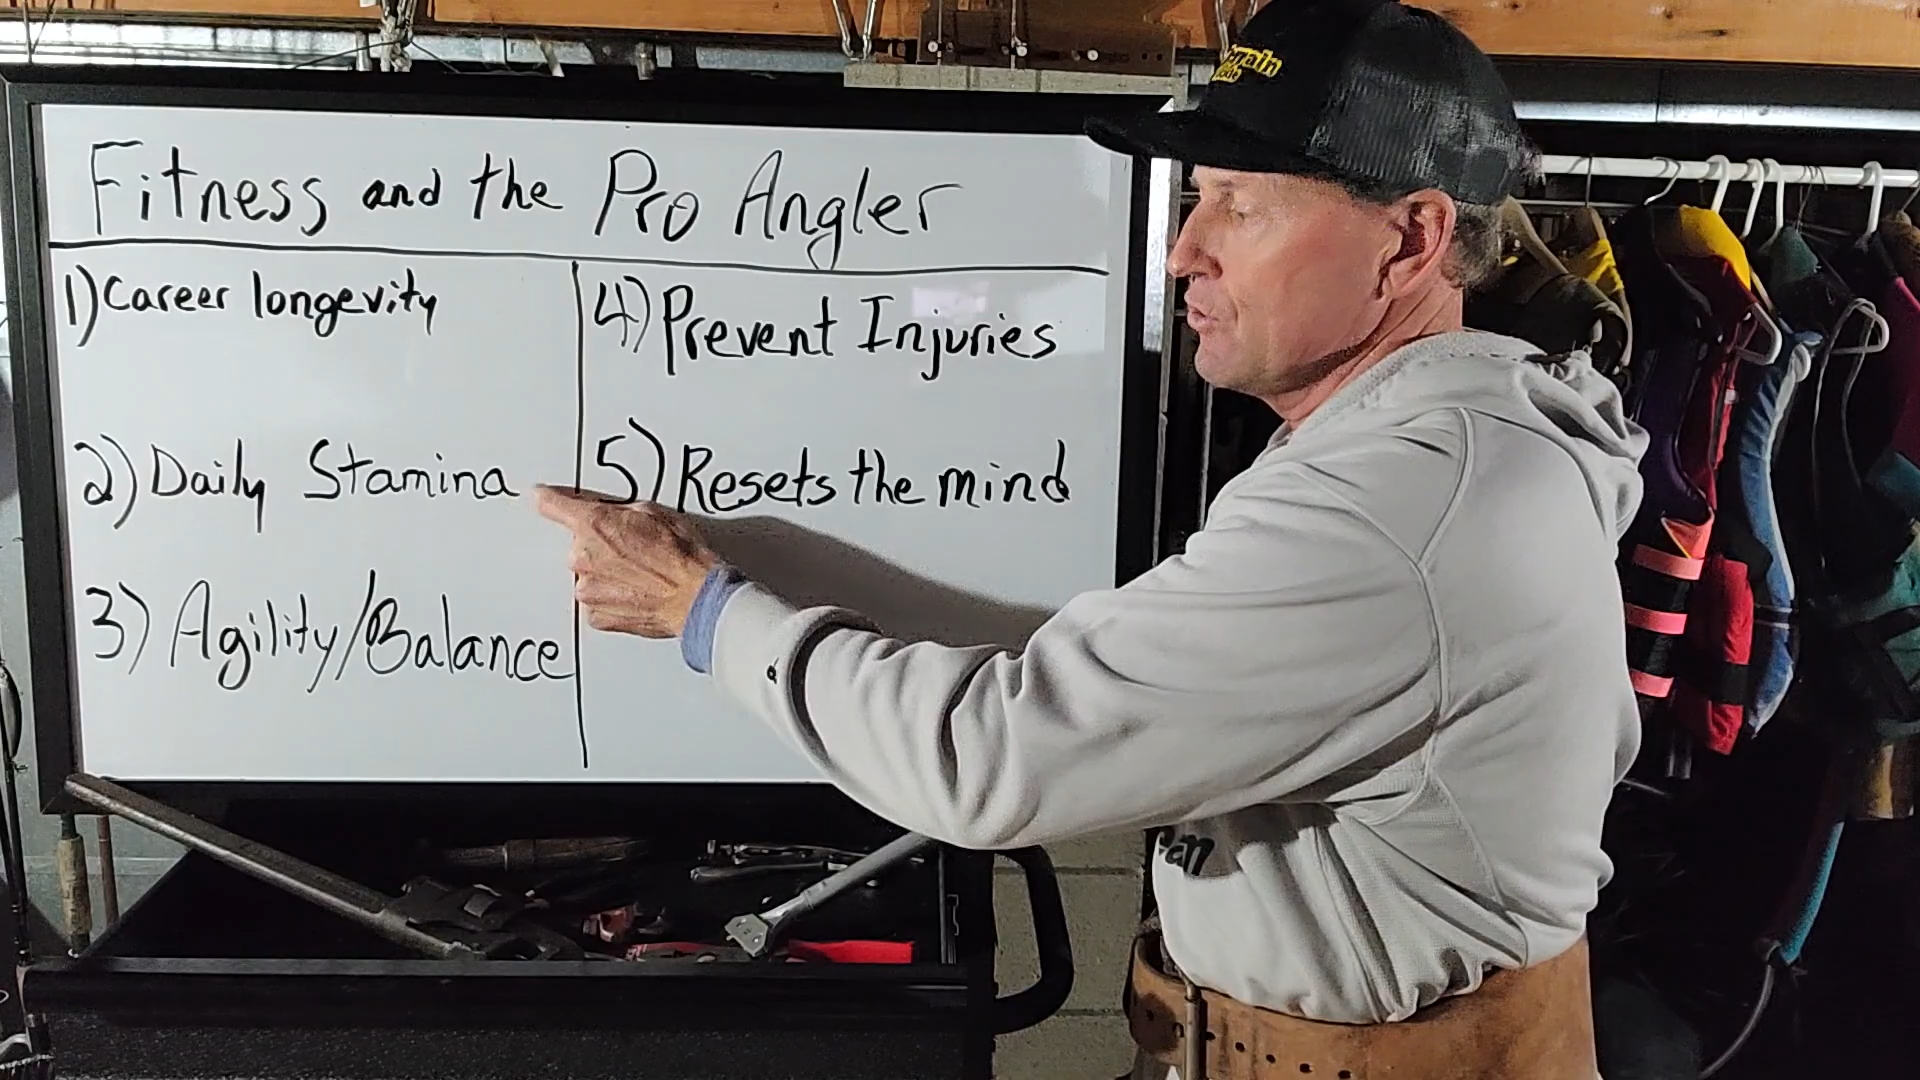 Fitness and the Pro Angler
1) Career longevity
2) Daily Stamina
3) Agility/Balance
4) Prevent Injuries
5) Resets the mind